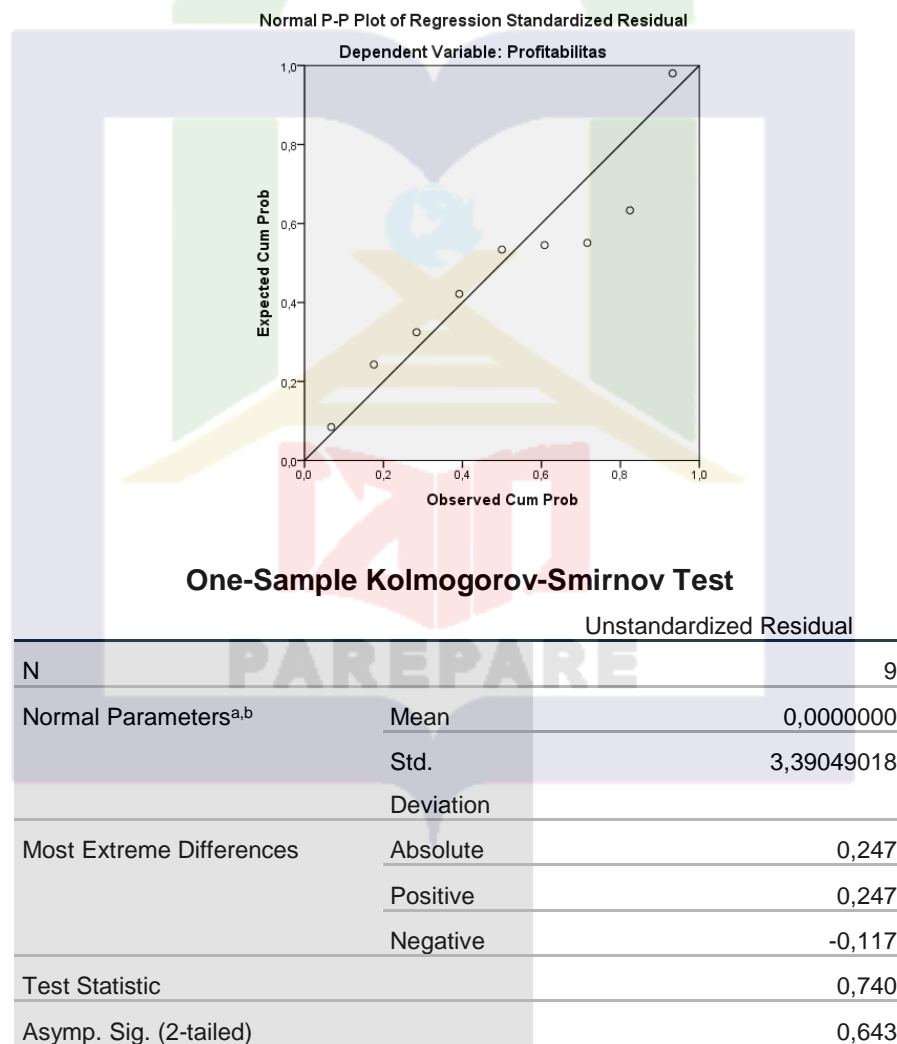 Normal P-P Plot of Regression Standardized Residual
Dependent Variable: Profitabilitas
1,0
0,8
0,6
0,4
0,2
0,0
Expected Cum Prob
0,0 0,2 0,4 0,6 0,8 1,0
Observed Cum Prob
One-Sample Kolmogorov-Smirnov Test
Unstandardized Residual
PAREPARE
N 9
Normal Parametersa,b Mean 0,0000000
Std. 3,39049018
Deviation
Most Extreme Differences Absolute 0,247
Positive 0,247
Negative -0,117
Test Statistic 0,740
Asymp. Sig. (2-tailed) 0,643